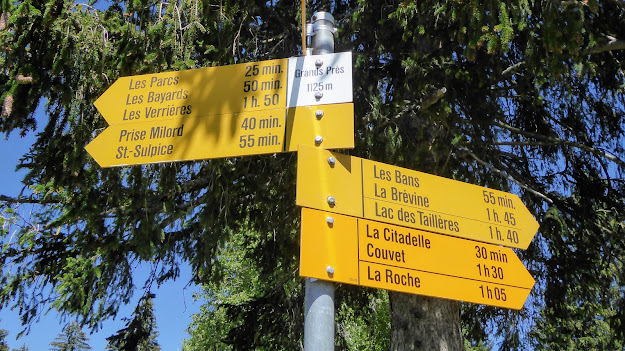 Grands Prés
1125 m
Les Parcs 25 min.
Les Bayards 50 min.
Les Verrières 1 h. 50
Prise Milord 40 min.
St-Sulpice 55 min.
Les Bans 55 min.
La Brèvine 1 h 45
Lac des Taillères 1 h 40
La Citadelle 30 min
Couvet 1 h 30
La Roche 1 h 05